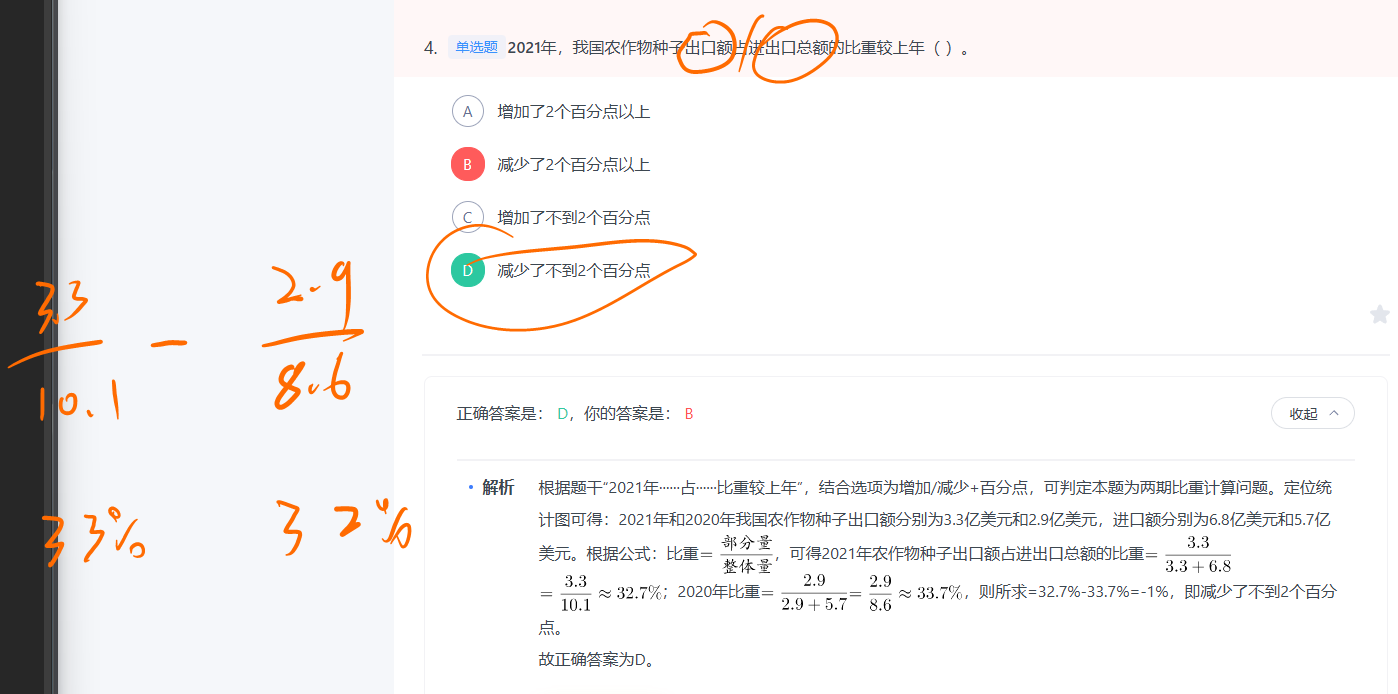 4. 单选题 2021年，我国农作物种子出口额占进出口总额的比重较上年（ ）。
A 增加了2个百分点以上
B 减少了2个百分点以上
C 增加了不到2个百分点
D 减少了不到2个百分点
3.3 / 10.1 - 2.9 / 8.6
33% 32%
正确答案是： D，你的答案是： B
收起
解析 根据题干“2021年……占……比重较上年”，结合选项为增加/减少+百分点，可判定本题为两期比重计算问题。定位统
计图可得：2021年和2020年我国农作物种子出口额分别为3.3亿美元和2.9亿美元，进口额分别为6.8亿美元和5.7亿
美元。根据公式：比重= 部分量 / 整体量，可得2021年农作物种子出口额占进出口总额的比重= 3.3 / 3.3 + 6.8
= 3.3 / 10.1 ≈ 32.7%；2020年比重= 2.9 / 2.9 + 5.7 = 2.9 / 8.6 ≈ 33.7%，则所求=32.7%-33.7%=-1%，即减少了不到2个百分
点。
故正确答案为D。